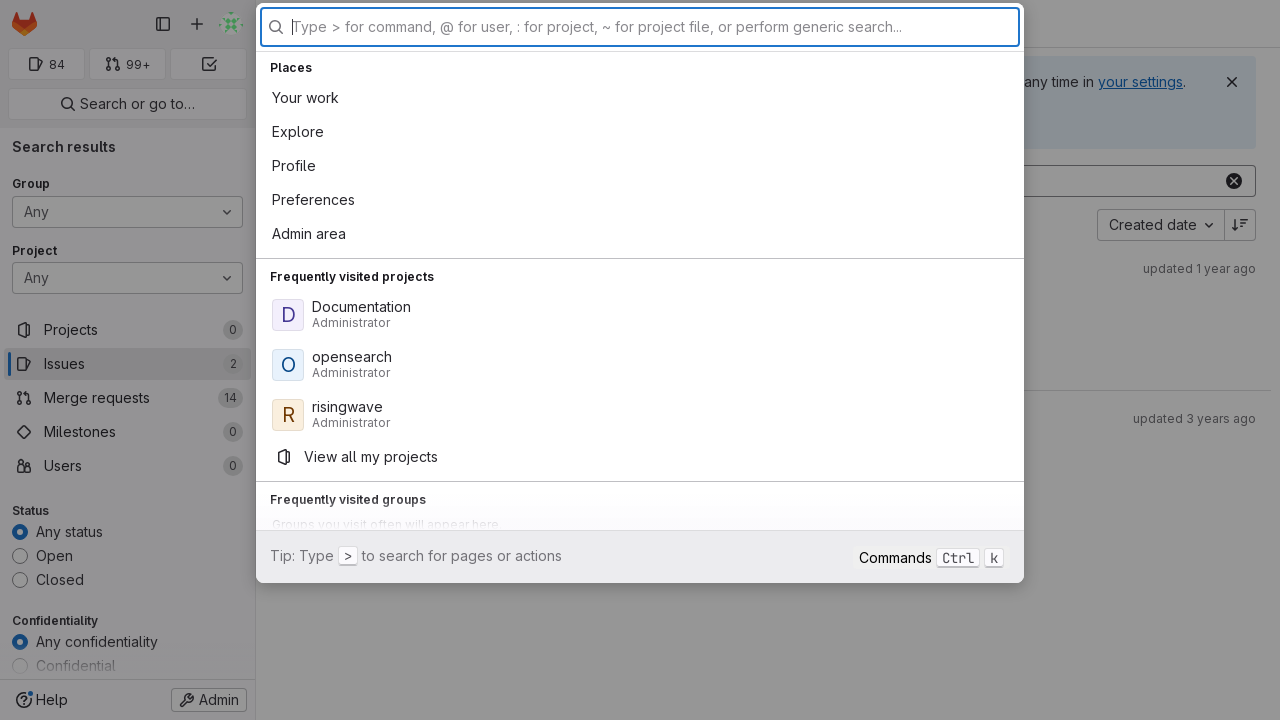 Type > for command, @ for user, : for project, ~ for project file, or perform generic search...
84
99+
Search or go to…
Search results
Group
Any
Project
Any
Projects 0
Issues 2
Merge requests 14
Milestones 0
Users 0
Status
Any status
Open
Closed
Confidentiality
Any confidentiality
Confidential
Help
Admin
Places
Your work
Explore
Profile
Preferences
Admin area
Frequently visited projects
D
Documentation
Administrator
O
opensearch
Administrator
R
risingwave
Administrator
View all my projects
Frequently visited groups
Groups you visit often will appear here.
Tip: Type > to search for pages or actions
Commands Ctrl k
any time in your settings.
Created date
updated 1 year ago
updated 3 years ago